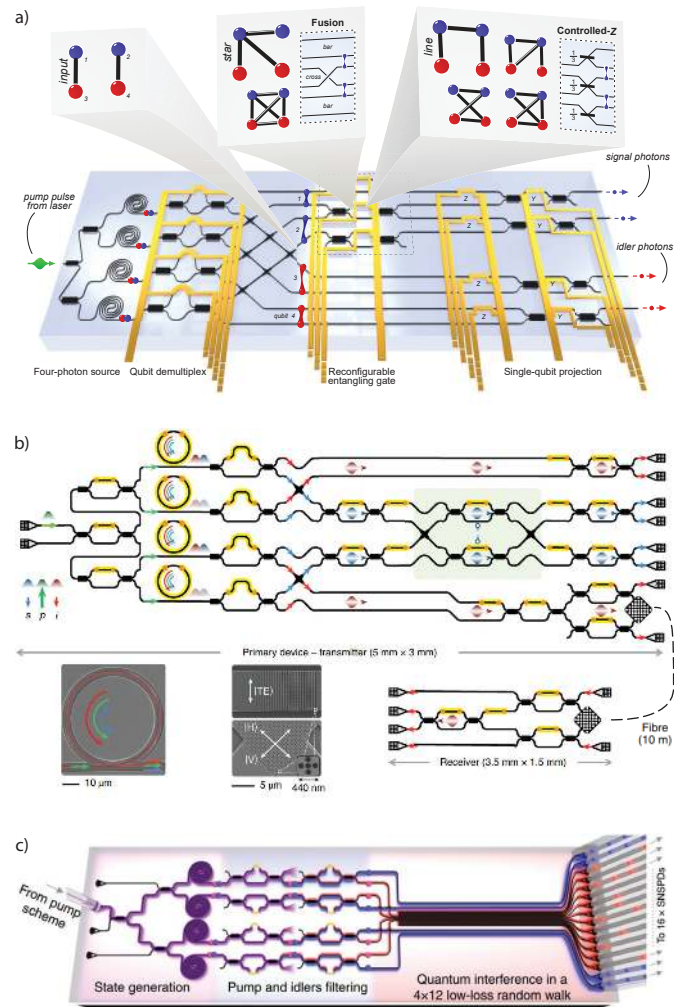 a)
input
1
2
3
4
star
Fusion
bar
cross
bar
line
Controlled-Z
1/3
1/3
1/3
pump pulse
from laser
signal photons
idler photons
1
2
3
qubit 4
Z
Z
Z
Z
Y
Y
Y
Y
Four-photon source
Qubit demultiplex
Reconfigurable
entangling gate
Single-qubit projection
b)
s p i
Primary device – transmitter (5 mm × 3 mm)
|TE⟩
|H⟩
|V⟩
10 µm
5 µm
440 nm
Receiver (3.5 mm × 1.5 mm)
Fibre
(10 m)
c)
From pump
scheme
State generation
Pump and idlers filtering
Quantum interference in a
4×12 low-loss random walk
To 16 × SNSPDs